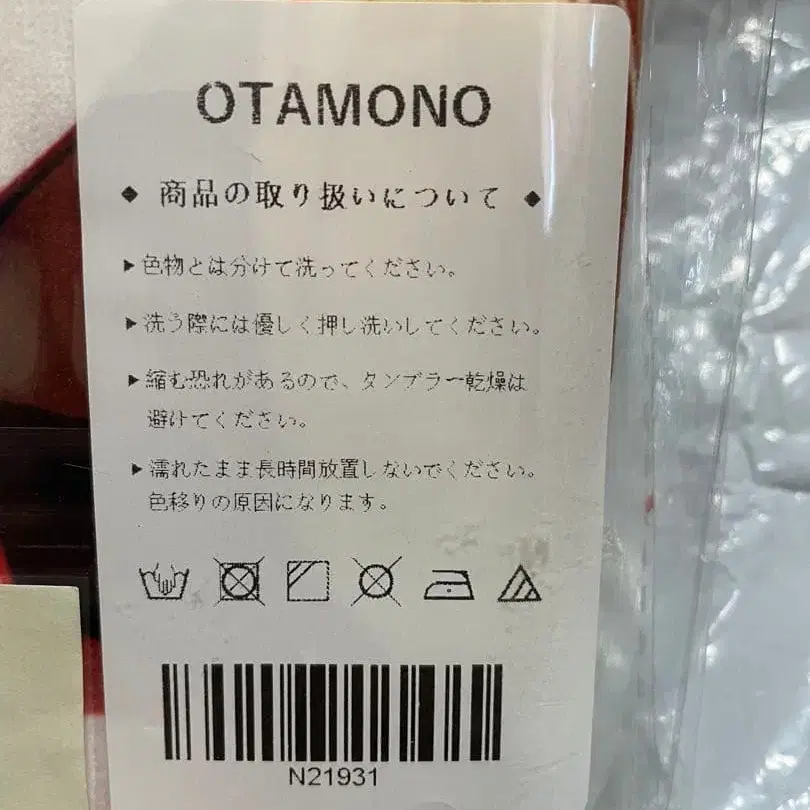 OTAMONO
◆ 商品の取り扱いについて ◆
▶色物とは分けて洗ってください。
▶洗う際には優しく押し洗いしてください。
▶縮む恐れがあるので、タンブラー乾燥は
避けてください。
▶濡れたまま長時間放置しないでください。
色移りの原因になります。
N21931